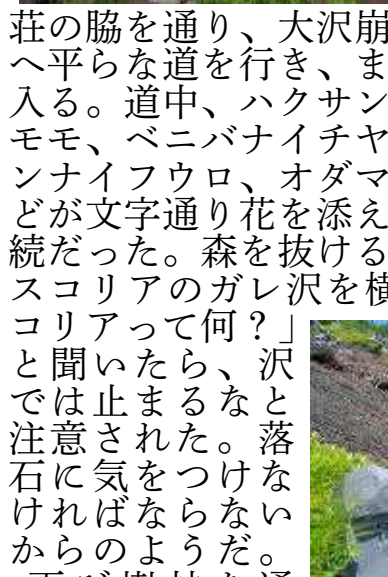 荘の脇を通り、大沢崩
へ平らな道を行き、ま
入る。道中、ハクサン
モモ、ベニバナイチヤ
ンナイフウロ、オダマ
どが文字通り花を添え
続だった。森を抜ける
スコリアのガレ沢を横
コリアって何？」
と聞いたら、沢
では止まるなと
注意された。落
石に気をつけな
ければならない
からのようだ。